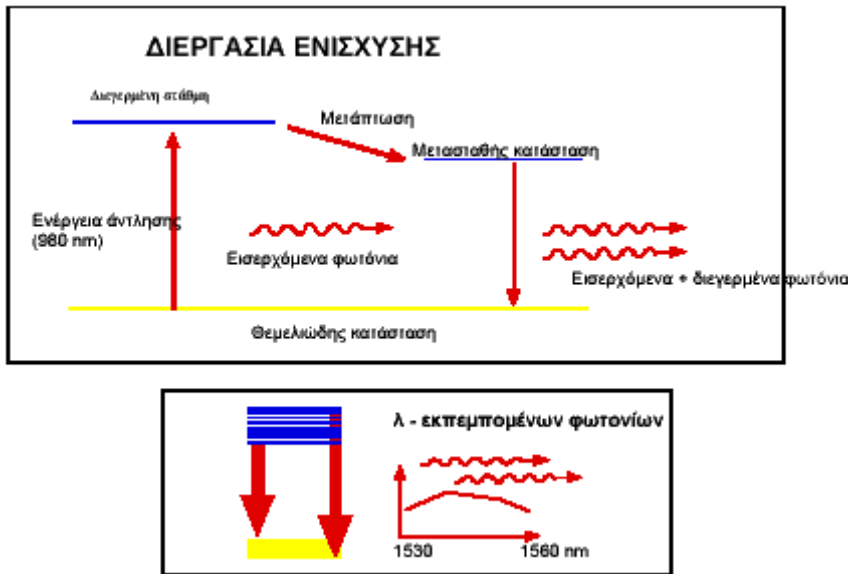 ΔΙΕΡΓΑΣΙΑ ΕΝΙΣΧΥΣΗΣ
Διεγερμένη στάθμη
Μετάπτωση
Μετασταθής κατάσταση
Ενέργεια άντλησης
(980 nm)
Εισερχόμενα φωτόνια
Εισερχόμενα + διεγερμένα φωτόνια
Θεμελιώδης κατάσταση
λ - εκπεμπομένων φωτονίων
1530
1560 nm